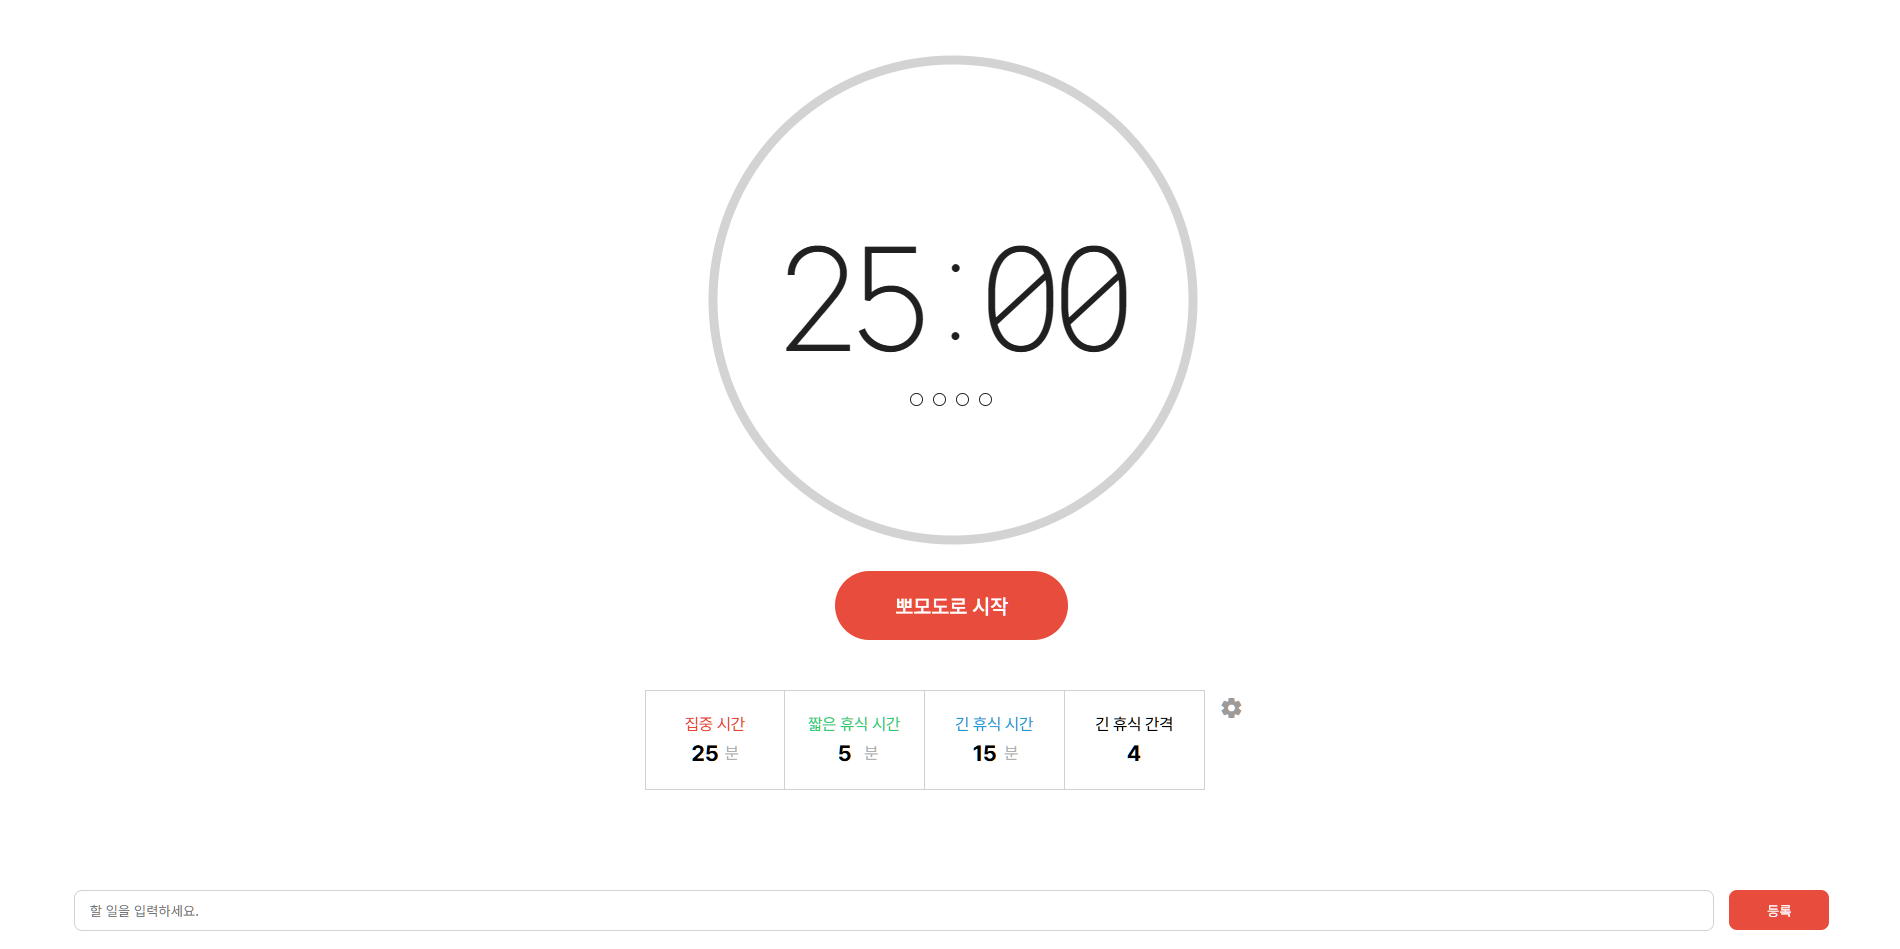 25:00
뽀모도로 시작
집중 시간 짧은 휴식 시간 긴 휴식 시간 긴 휴식 간격
25 분 5 분 15 분 4
할 일을 입력하세요. 등록